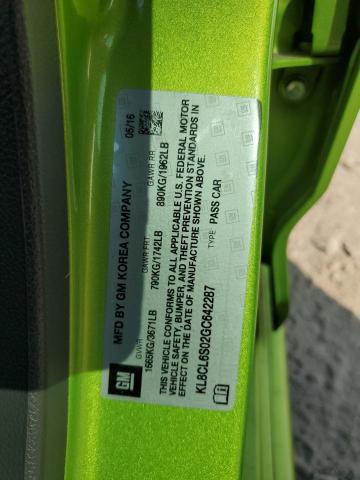 GM
MFD BY GM KOREA COMPANY
05/16
GVWR
GAWR FRT
GAWR RR
1665KG/3671LB
790KG/1742LB
890KG/1962LB
THIS VEHICLE CONFORMS TO ALL APPLICABLE U.S. FEDERAL MOTOR
VEHICLE SAFETY, BUMPER, AND THEFT PREVENTION STANDARDS IN
EFFECT ON THE DATE OF MANUFACTURE SHOWN ABOVE.
KL8CL6S02GC642287
TYPE: PASS CAR